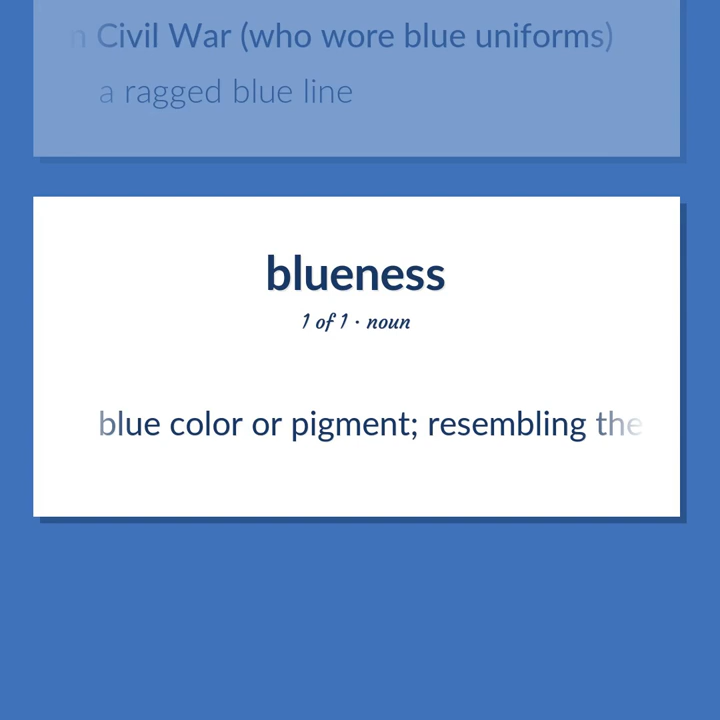 n Civil War (who wore blue uniforms)
a ragged blue line
blueness
1 of 1 · noun
blue color or pigment; resembling the